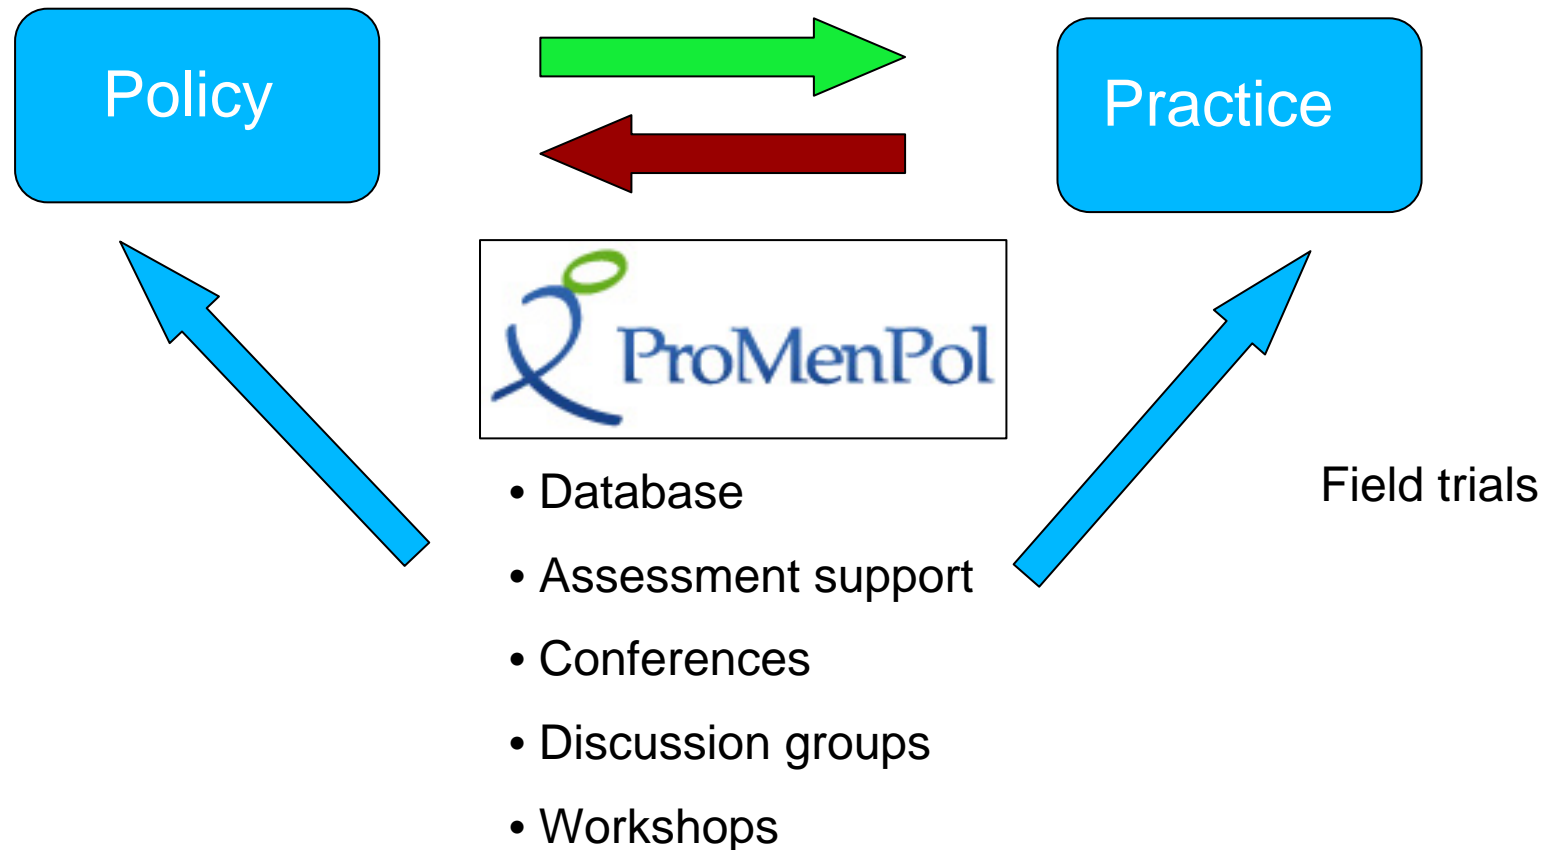 Policy
Practice
ProMenPol
• Database
Field trials
• Assessment support
• Conferences
• Discussion groups
• Workshops